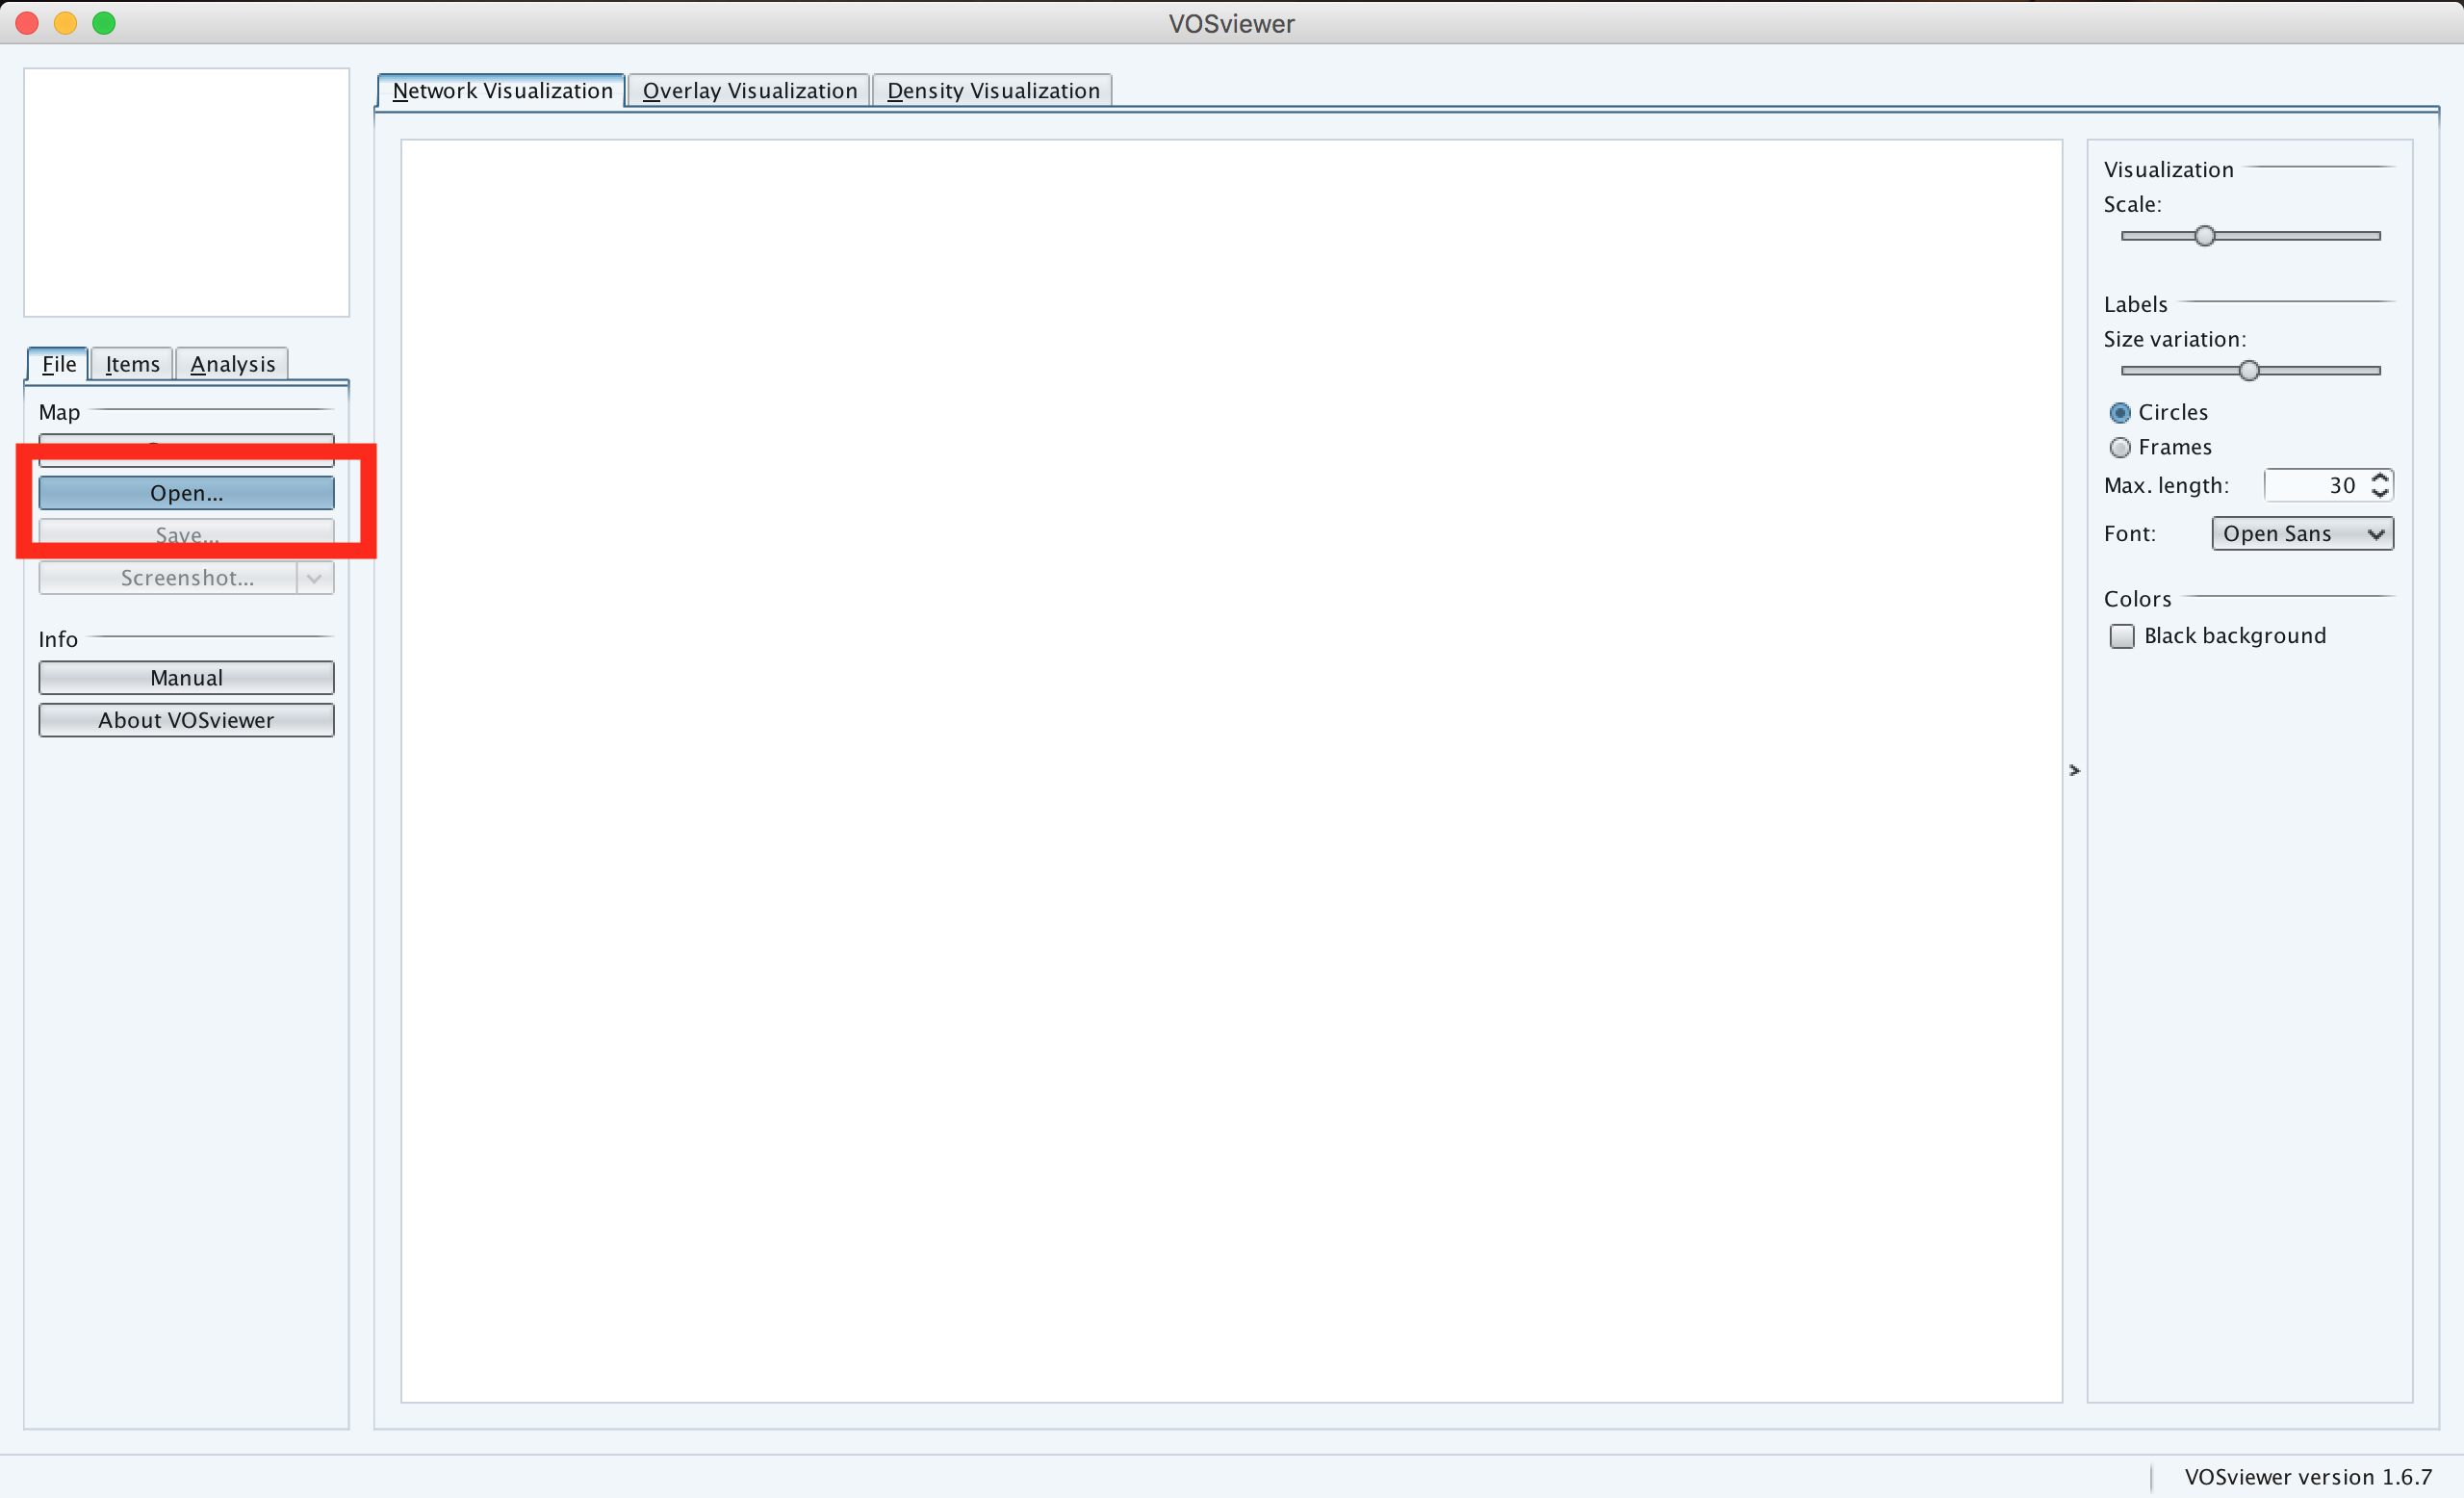 VOSviewer
Network Visualization
Overlay Visualization
Density Visualization
File
Items
Analysis
Map
Open...
Save...
Screenshot...
Info
Manual
About VOSviewer
Visualization
Scale:
Labels
Size variation:
Circles
Frames
Max. length: 30
Font: Open Sans
Colors
Black background
>
VOSviewer version 1.6.7